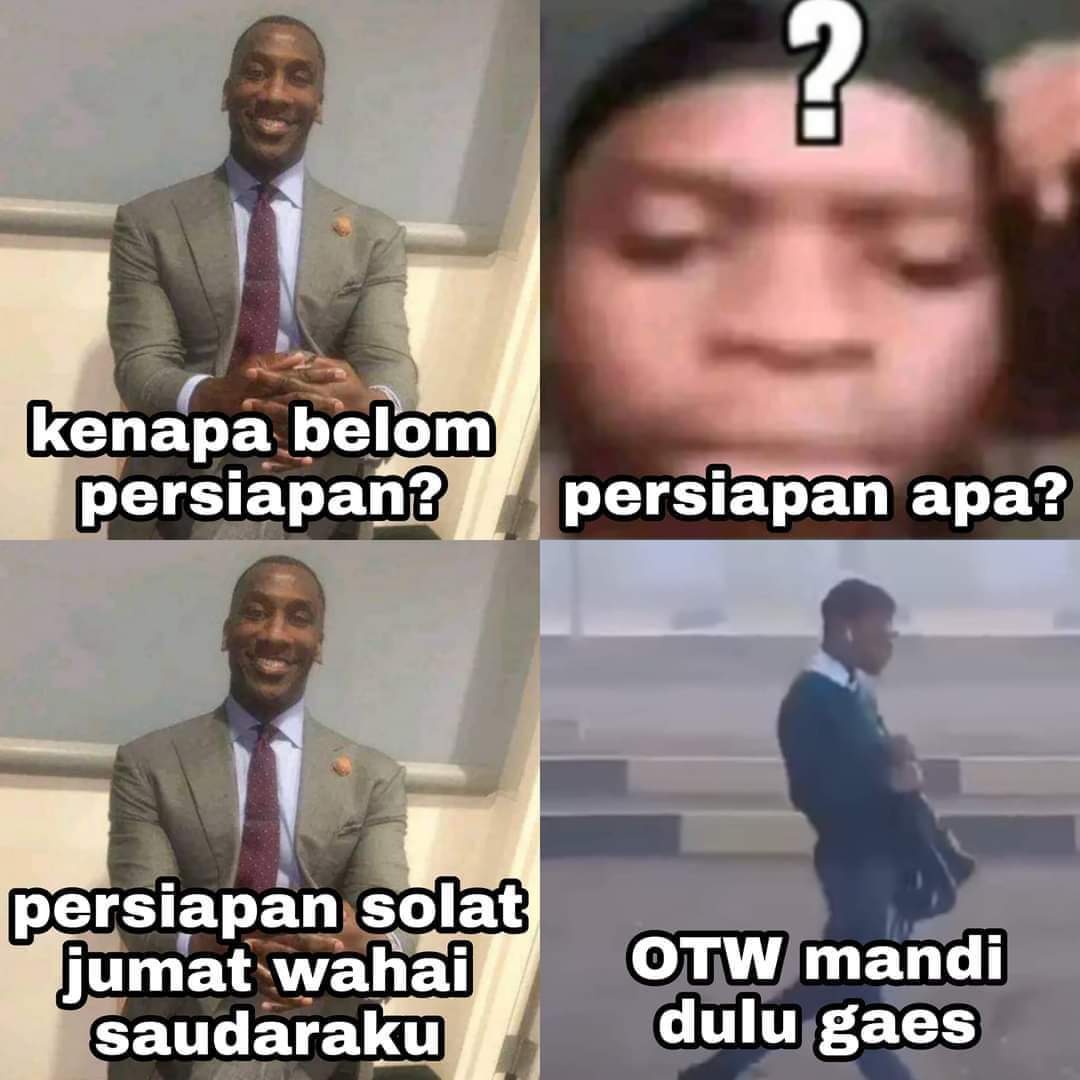 kenapa belom
persiapan?
?
persiapan apa?
persiapan solat
jumat wahai
saudaraku
OTW mandi
dulu gaes